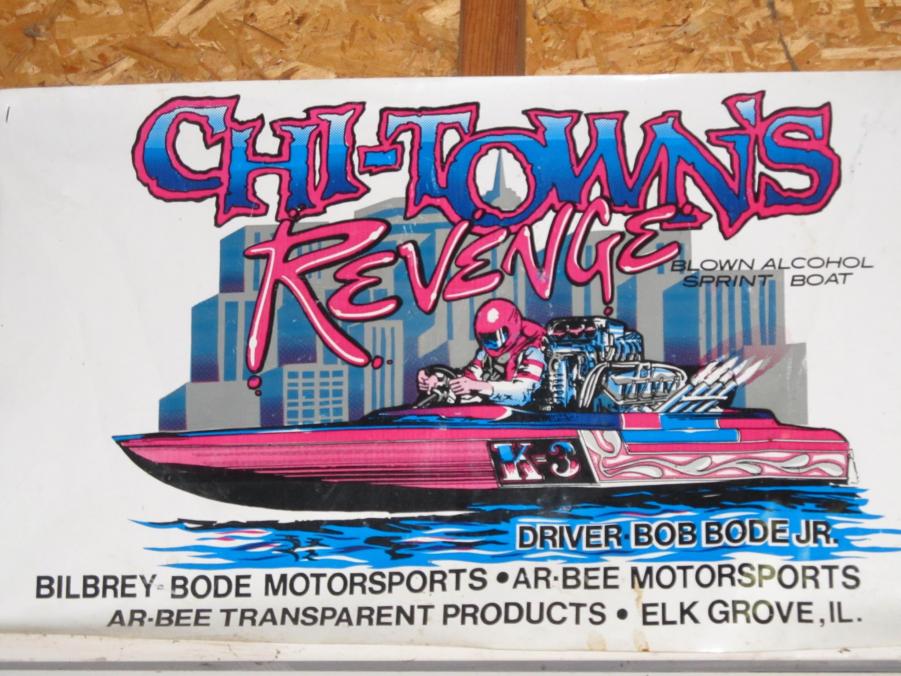 CHI-TOWN'S
REVENGE
BLOWN ALCOHOL
SPRINT BOAT
K-3
DRIVER·BOB BODE JR.
BILBREY-BODE MOTORSPORTS • AR-BEE MOTORSPORTS
AR-BEE TRANSPARENT PRODUCTS • ELK GROVE, IL.